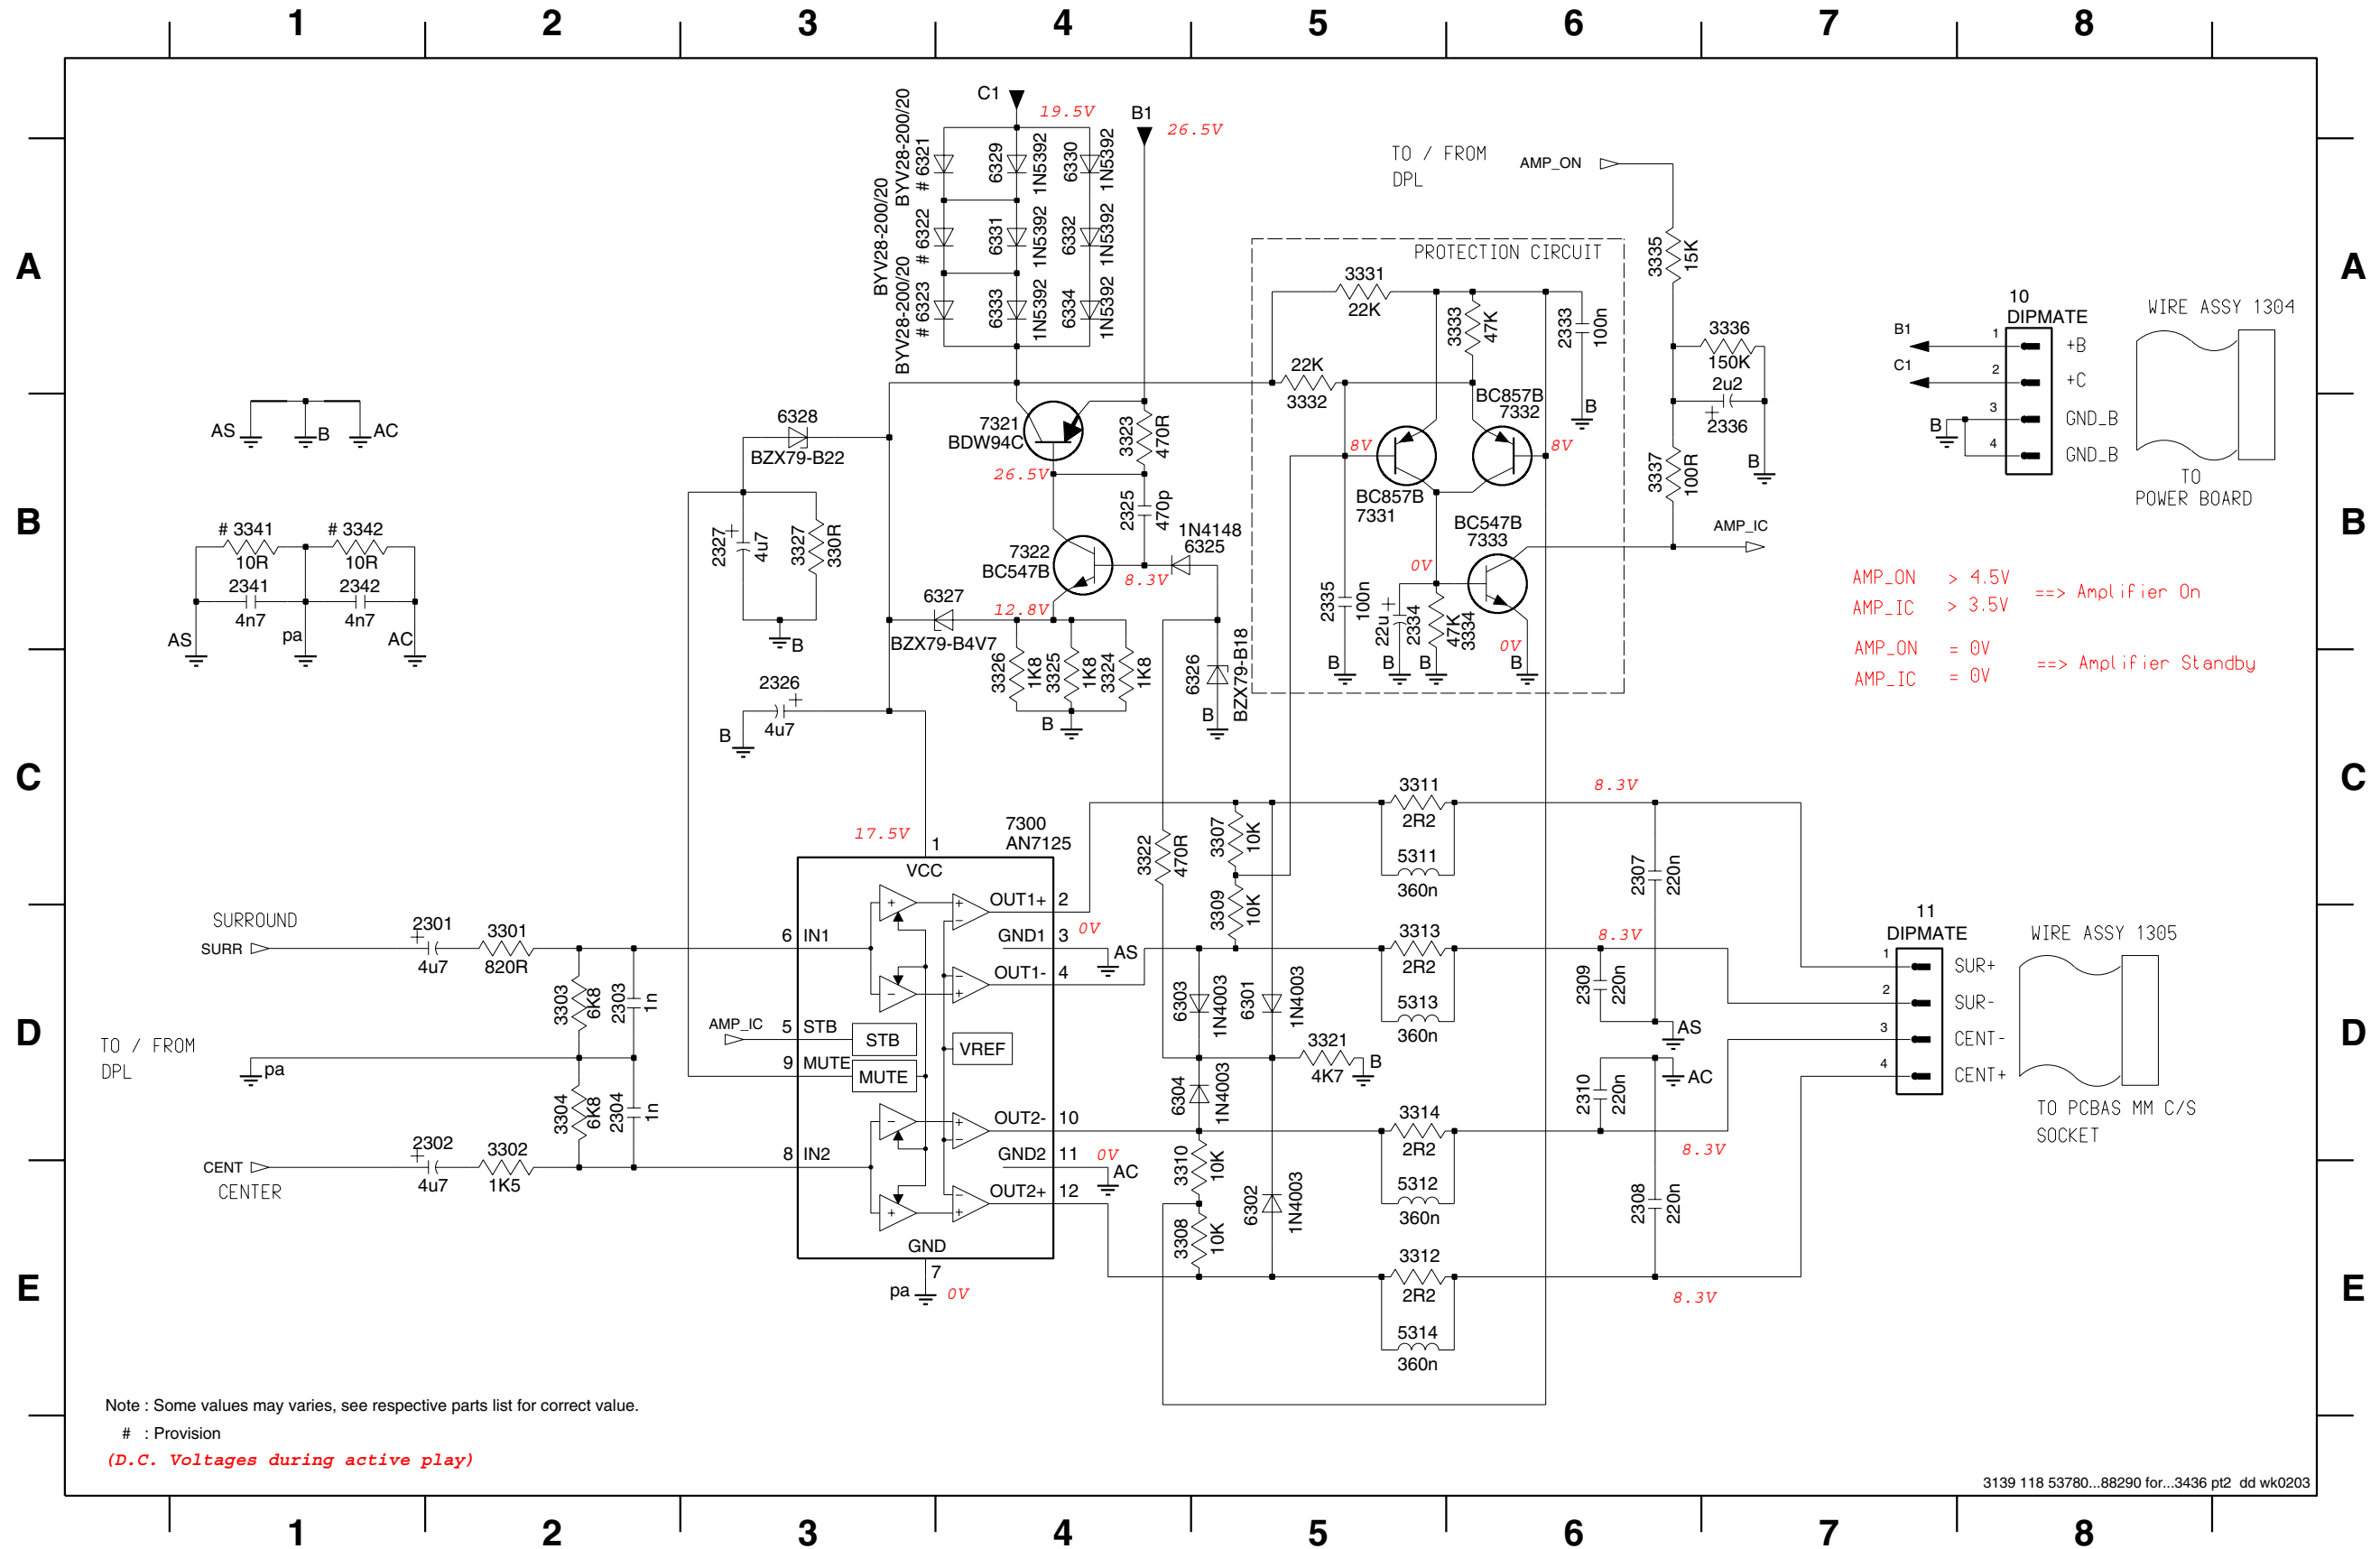 1 2 3 4 5 6 7 8
A
B
C
D
E
A
B
C
D
E
C1
19.5V
B1
26.5V
BYV28-200/20
# 6321
BYV28-200/20
# 6322
BYV28-200/20
# 6323
6329
1N5392
6330
1N5392
6331
1N5392
6332
1N5392
6333
1N5392
6334
1N5392
TO / FROM
DPL
AMP_ON
3335
15K
PROTECTION CIRCUIT
3331
22K
3333
47K
2333
100n
B
22K
3332
3336
150K
2u2
2336
B
3337
100R
AMP_IC
BC857B
7332
8V
8V
BC857B
7331
BC547B
7333
0V
0V
2335
100n
B
22u
2334
B
47K
3334
B
B
10
DIPMATE
B1
1
+B
C1
2
+C
3
GND_B
B
4
GND_B
WIRE ASSY 1304
TO
POWER BOARD
AMP_ON > 4.5V
AMP_IC > 3.5V
==> Amplifier On
AMP_ON = 0V
AMP_IC = 0V
==> Amplifier Standby
AS
B
AC
# 3341
10R
# 3342
10R
2341
4n7
2342
4n7
AS
pa
AC
6328
BZX79-B22
7321
BDW94C
26.5V
3323
470R
2325
470p
1N4148
6325
2327
4u7
3327
330R
B
7322
BC547B
8.3V
12.8V
6327
BZX79-B4V7
3326
1K8
3325
1K8
3324
1K8
B
6326
BZX79-B18
B
2326
4u7
B
17.5V
1
7300
AN7125
VCC
OUT1+
2
GND1
3
0V
AS
OUT1-
4
6
IN1
AMP_IC
5
STB
STB
9
MUTE
MUTE
VREF
OUT2-
10
GND2
11
0V
AC
OUT2+
12
8
IN2
GND
7
pa
0V
SURROUND
SURR
2301
4u7
3301
820R
3303
6K8
2303
1n
TO / FROM
DPL
pa
3304
6K8
2304
1n
2302
4u7
3302
1K5
CENT
CENTER
3322
470R
3307
10K
3309
10K
3311
2R2
5311
360n
8.3V
2307
220n
3313
2R2
5313
360n
8.3V
2309
220n
AS
6303
1N4003
6301
1N4003
3321
4K7
B
6304
1N4003
2310
220n
AC
3314
2R2
5312
360n
8.3V
3310
10K
3308
10K
6302
1N4003
2308
220n
3312
2R2
5314
360n
8.3V
11
DIPMATE
1
SUR+
2
SUR-
3
CENT-
4
CENT+
WIRE ASSY 1305
TO PCBAS MM C/S
SOCKET
Note : Some values may varies, see respective parts list for correct value.
# : Provision
(D.C. Voltages during active play)
3139 118 53780...88290 for...3436 pt2 dd wk0203
1 2 3 4 5 6 7 8